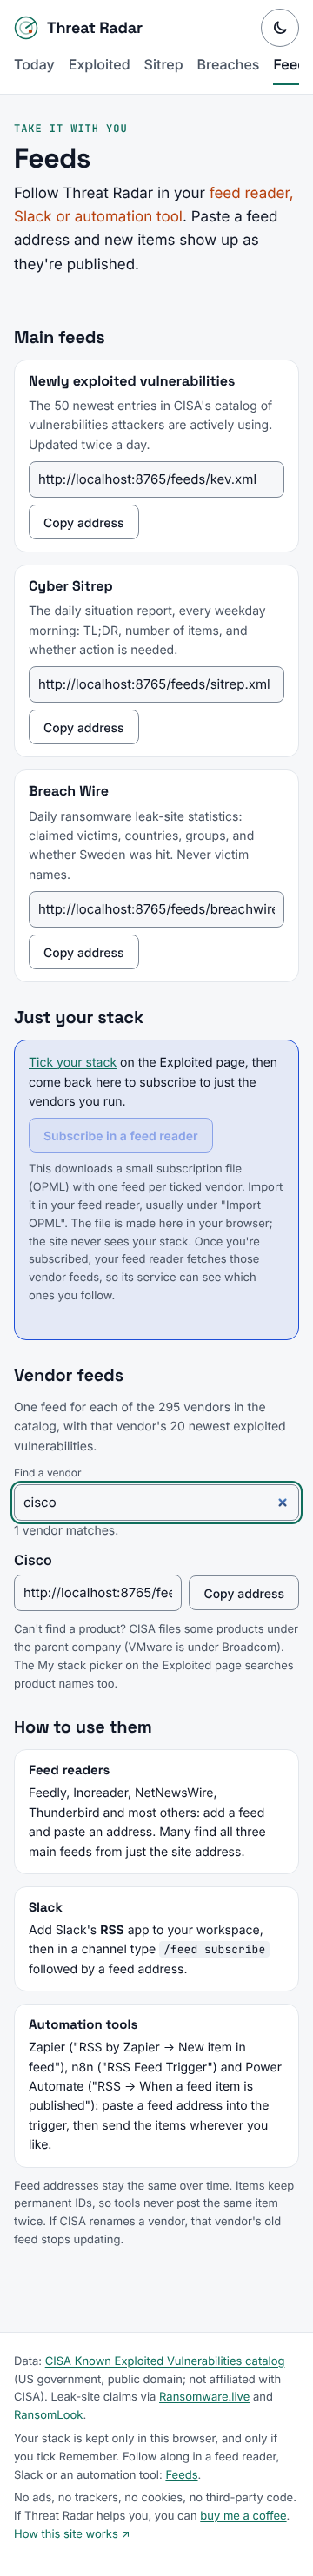 Threat Radar
Today Exploited Sitrep Breaches Feed
TAKE IT WITH YOU
Feeds
Follow Threat Radar in your feed reader,
Slack or automation tool. Paste a feed
address and new items show up as
they're published.
Main feeds
Newly exploited vulnerabilities
The 50 newest entries in CISA's catalog of
vulnerabilities attackers are actively using.
Updated twice a day.
http://localhost:8765/feeds/kev.xml
Copy address
Cyber Sitrep
The daily situation report, every weekday
morning: TL;DR, number of items, and
whether action is needed.
http://localhost:8765/feeds/sitrep.xml
Copy address
Breach Wire
Daily ransomware leak-site statistics:
claimed victims, countries, groups, and
whether Sweden was hit. Never victim
names.
http://localhost:8765/feeds/breachwire
Copy address
Just your stack
Tick your stack on the Exploited page, then
come back here to subscribe to just the
vendors you run.
Subscribe in a feed reader
This downloads a small subscription file
(OPML) with one feed per ticked vendor. Import
it in your feed reader, usually under "Import
OPML". The file is made here in your browser;
the site never sees your stack. Once you're
subscribed, your feed reader fetches those
vendor feeds, so its service can see which
ones you follow.
Vendor feeds
One feed for each of the 295 vendors in the
catalog, with that vendor's 20 newest exploited
vulnerabilities.
Find a vendor
cisco
1 vendor matches.
Cisco
http://localhost:8765/fee
Copy address
Can't find a product? CISA files some products under
the parent company (VMware is under Broadcom).
The My stack picker on the Exploited page searches
product names too.
How to use them
Feed readers
Feedly, Inoreader, NetNewsWire,
Thunderbird and most others: add a feed
and paste an address. Many find all three
main feeds from just the site address.
Slack
Add Slack's RSS app to your workspace,
then in a channel type /feed subscribe
followed by a feed address.
Automation tools
Zapier ("RSS by Zapier → New item in
feed"), n8n ("RSS Feed Trigger") and Power
Automate ("RSS → When a feed item is
published"): paste a feed address into the
trigger, then send the items wherever you
like.
Feed addresses stay the same over time. Items keep
permanent IDs, so tools never post the same item
twice. If CISA renames a vendor, that vendor's old
feed stops updating.
Data: CISA Known Exploited Vulnerabilities catalog
(US government, public domain; not affiliated with
CISA). Leak-site claims via Ransomware.live and
RansomLook.
Your stack is kept only in this browser, and only if
you tick Remember. Follow along in a feed reader,
Slack or an automation tool: Feeds.
No ads, no trackers, no cookies, no third-party code.
If Threat Radar helps you, you can buy me a coffee.
How this site works ↗